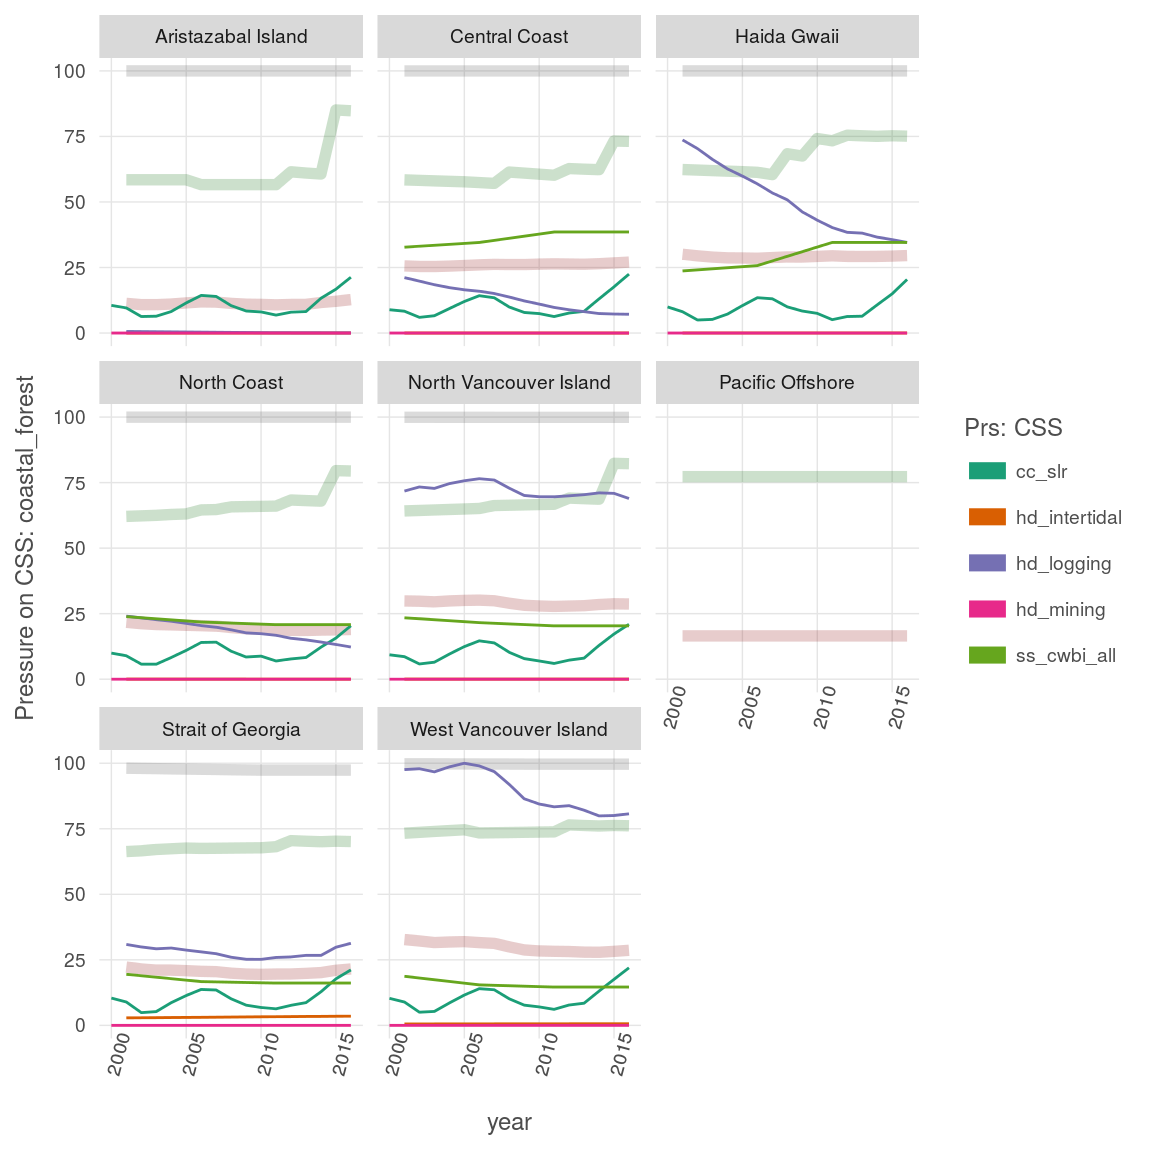 Aristazabal Island
Central Coast
Haida Gwaii
100
75
50
25
0
North Coast
North Vancouver Island
Pacific Offshore
100
75
50
25
0
2000
2005
2010
2015
Strait of Georgia
West Vancouver Island
100
75
50
25
0
2000
2005
2010
2015
2000
2005
2010
2015
year
Pressure on CSS: coastal_forest
Prs: CSS
cc_slr
hd_intertidal
hd_logging
hd_mining
ss_cwbi_all